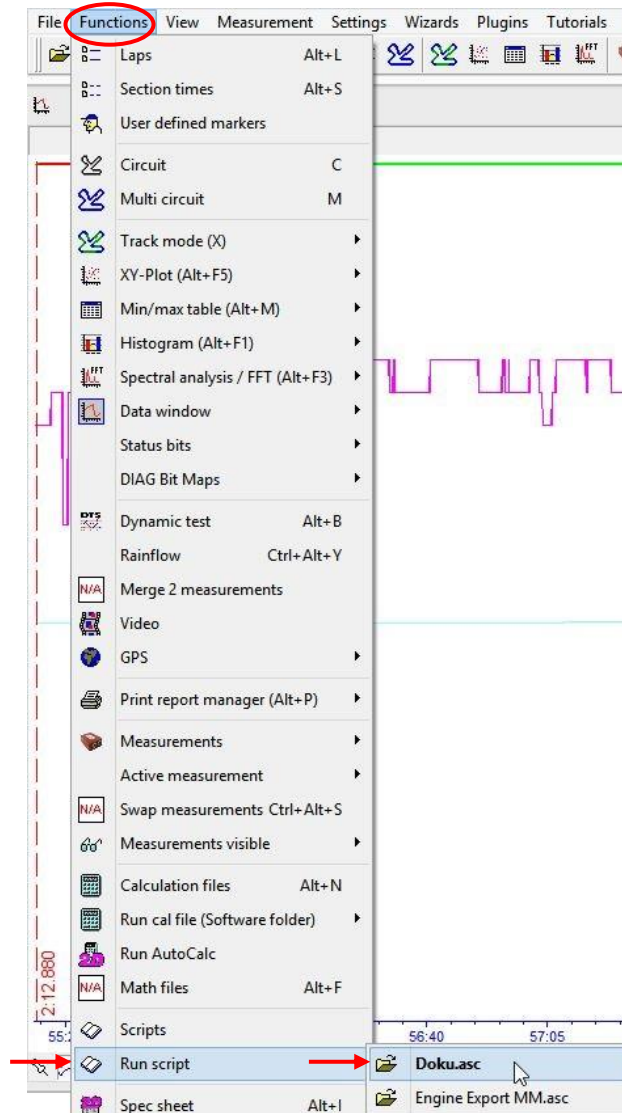 File Functions View Measurement Settings Wizards Plugins Tutorials
Laps Alt+L
Section times Alt+S
User defined markers
Circuit C
Multi circuit M
Track mode (X)
XY-Plot (Alt+F5)
Min/max table (Alt+M)
Histogram (Alt+F1)
FFT Spectral analysis / FFT (Alt+F3)
Data window
Status bits
DIAG Bit Maps
DTS Dynamic test Alt+B
Rainflow Ctrl+Alt+Y
N/A Merge 2 measurements
Video
GPS
Print report manager (Alt+P)
Measurements
Active measurement
N/A Swap measurements Ctrl+Alt+S
Measurements visible
Calculation files Alt+N
Run cal file (Software folder)
2D Run AutoCalc
N/A Math files Alt+F
2:12.880
Scripts
56:40 57:05
Run script
Doku.asc
Engine Export MM.asc
Spec sheet Alt+I